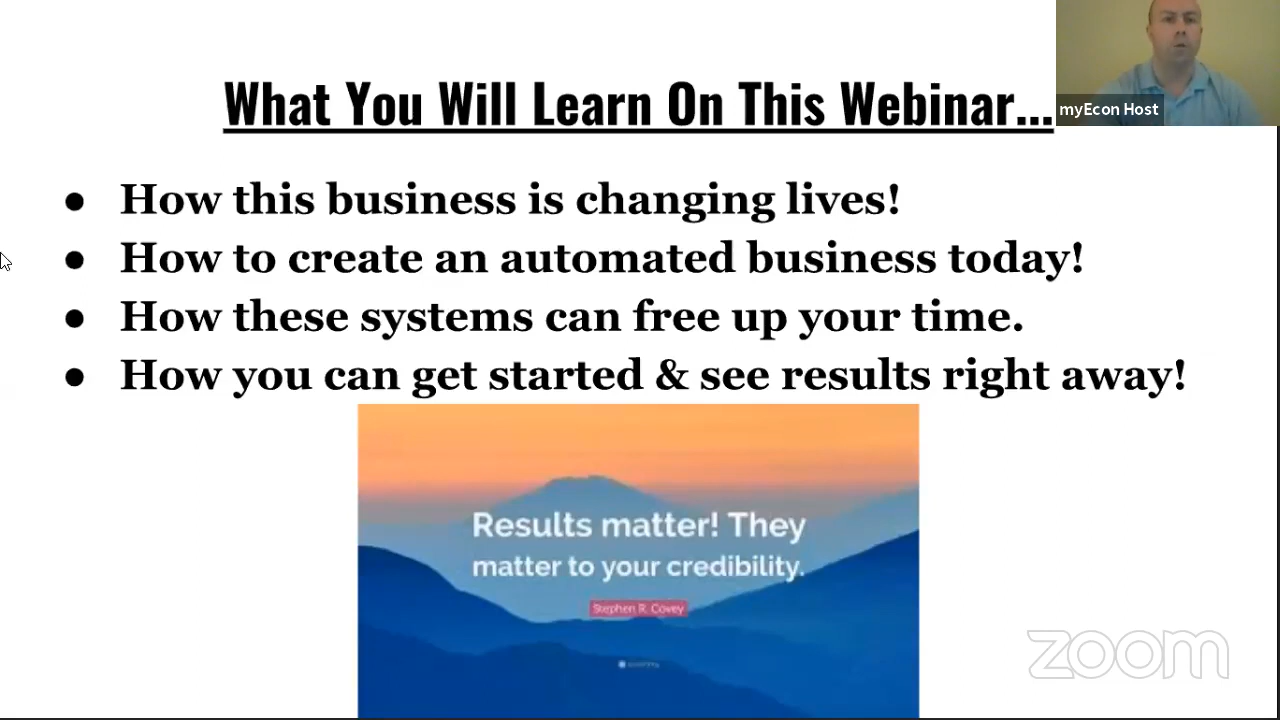 What You Will Learn On This Webinar...
myEcon Host
● How this business is changing lives!
● How to create an automated business today!
● How these systems can free up your time.
● How you can get started & see results right away!
Results matter! They
matter to your credibility.
Stephen R. Covey
zoom